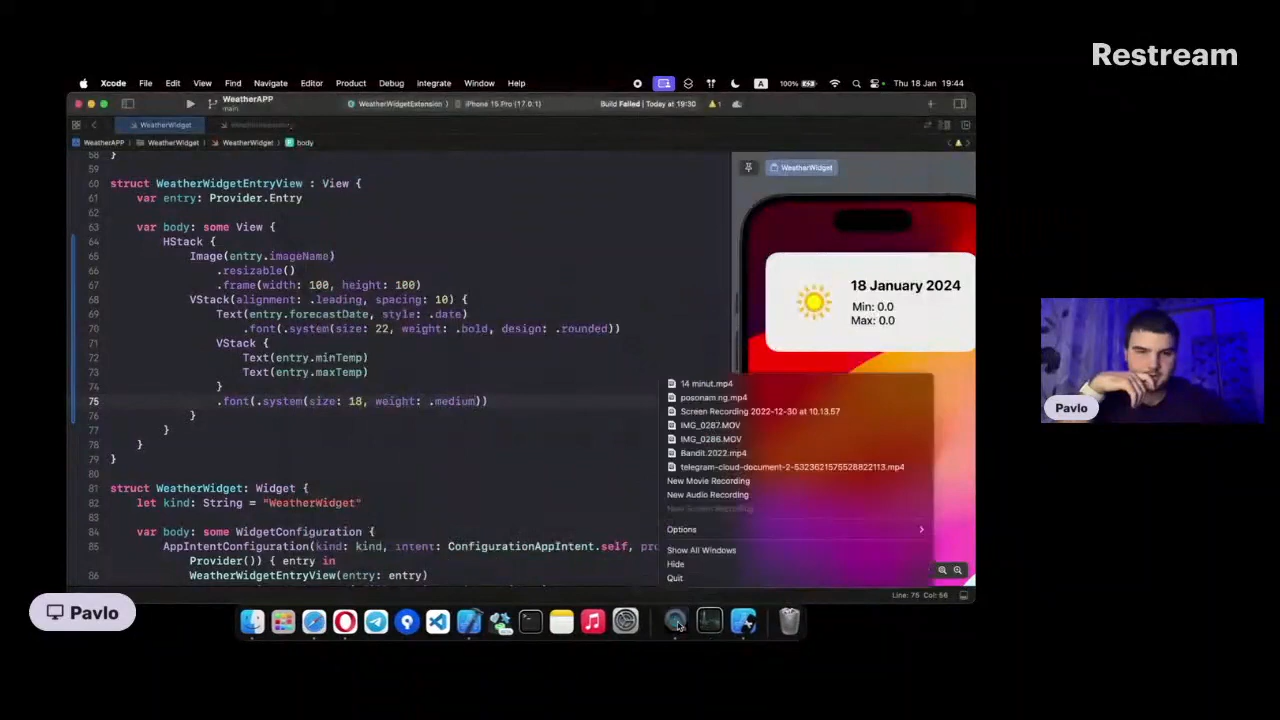 Restream
Xcode File Edit View Find Navigate Editor Product Debug Integrate Window Help
A 100% Thu 18 Jan 19:44
WeatherAPP
main
WeatherWidgetExtension
iPhone 15 Pro (17.0.1)
Build Failed | Today at 19:30
1
WeatherWidget
WeatherAPP WeatherWidget WeatherWidget body
58 }
59
60 struct WeatherWidgetEntryView : View {
61 var entry: Provider.Entry
62
63 var body: some View {
64 HStack {
65 Image(entry.imageName)
66 .resizable()
67 .frame(width: 100, height: 100)
68 VStack(alignment: .leading, spacing: 10) {
69 Text(entry.forecastDate, style: .date)
70 .font(.system(size: 22, weight: .bold, design: .rounded))
71 VStack {
72 Text(entry.minTemp)
73 Text(entry.maxTemp)
74 }
75 .font(.system(size: 18, weight: .medium))
76 }
77 }
78 }
79 }
80
81 struct WeatherWidget: Widget {
82 let kind: String = "WeatherWidget"
83
84 var body: some WidgetConfiguration {
85 AppIntentConfiguration(kind: kind, intent: ConfigurationAppIntent.self, pro
Provider()) { entry in
86 WeatherWidgetEntryView(entry: entry)
WeatherWidget
18 January 2024
Min: 0.0
Max: 0.0
14 minut.mp4
posonam.ng.mp4
Screen Recording 2022-12-30 at 10.13.57
IMG_0287.MOV
IMG_0286.MOV
Bandit.2022.mp4
telegram-cloud-document-2-5323621575528822113.mp4
New Movie Recording
New Audio Recording
New Screen Recording
Options
Show All Windows
Hide
Quit
Line: 75 Col: 56
Pavlo
Pavlo